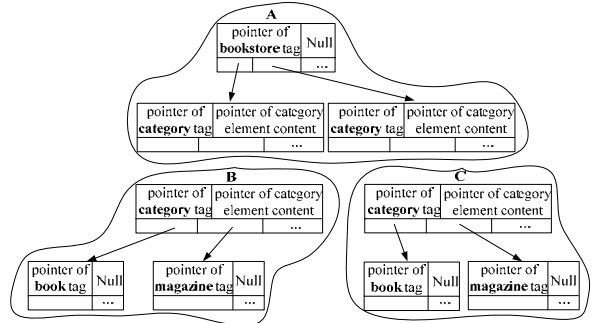 A
pointer of
bookstore tag
Null
...
pointer of
category tag
pointer of category
element content
...
pointer of
category tag
pointer of category
element content
...
B
pointer of
category tag
pointer of category
element content
...
pointer of
book tag
Null
...
pointer of
magazine tag
Null
...
C
pointer of
category tag
pointer of category
element content
...
pointer of
book tag
Null
...
pointer of
magazine tag
Null
...